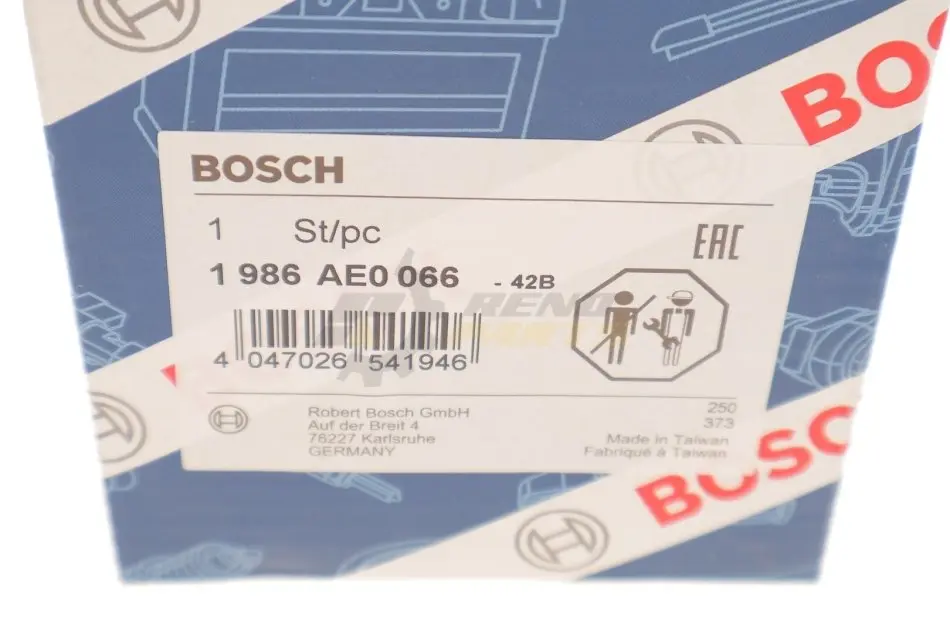 BOSCH
BOSCH
1 St/pc
EAC
1 986 AE0 066 - 42B
4 047026 541946
Robert Bosch GmbH
Auf der Breit 4
76227 Karlsruhe
GERMANY
250
373
Made in Taiwan
Fabriqué à Taiwan
BOSC